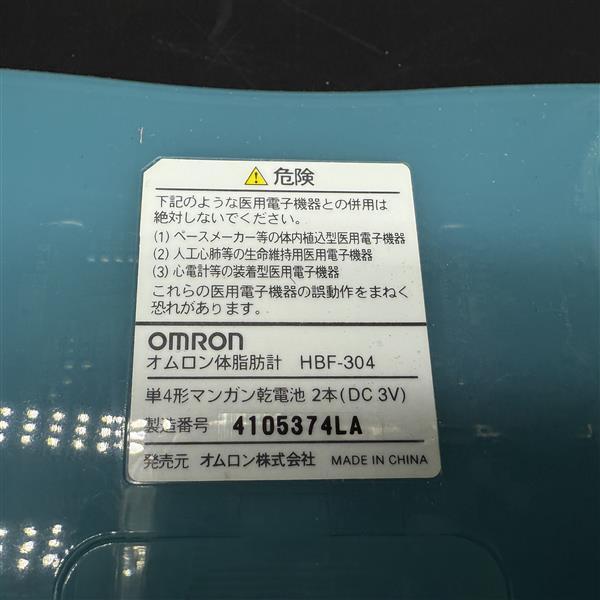 危険
下記のような医用電子機器との併用は
絶対しないでください。
(1) ペースメーカー等の体内植込型医用電子機器
(2) 人工心肺等の生命維持用医用電子機器
(3) 心電計等の装着型医用電子機器
これらの医用電子機器の誤動作をまねく
恐れがあります。
OMRON
オムロン体脂肪計 HBF-304
単4形マンガン乾電池 2本(DC 3V)
製造番号 4105374LA
発売元 オムロン株式会社 MADE IN CHINA